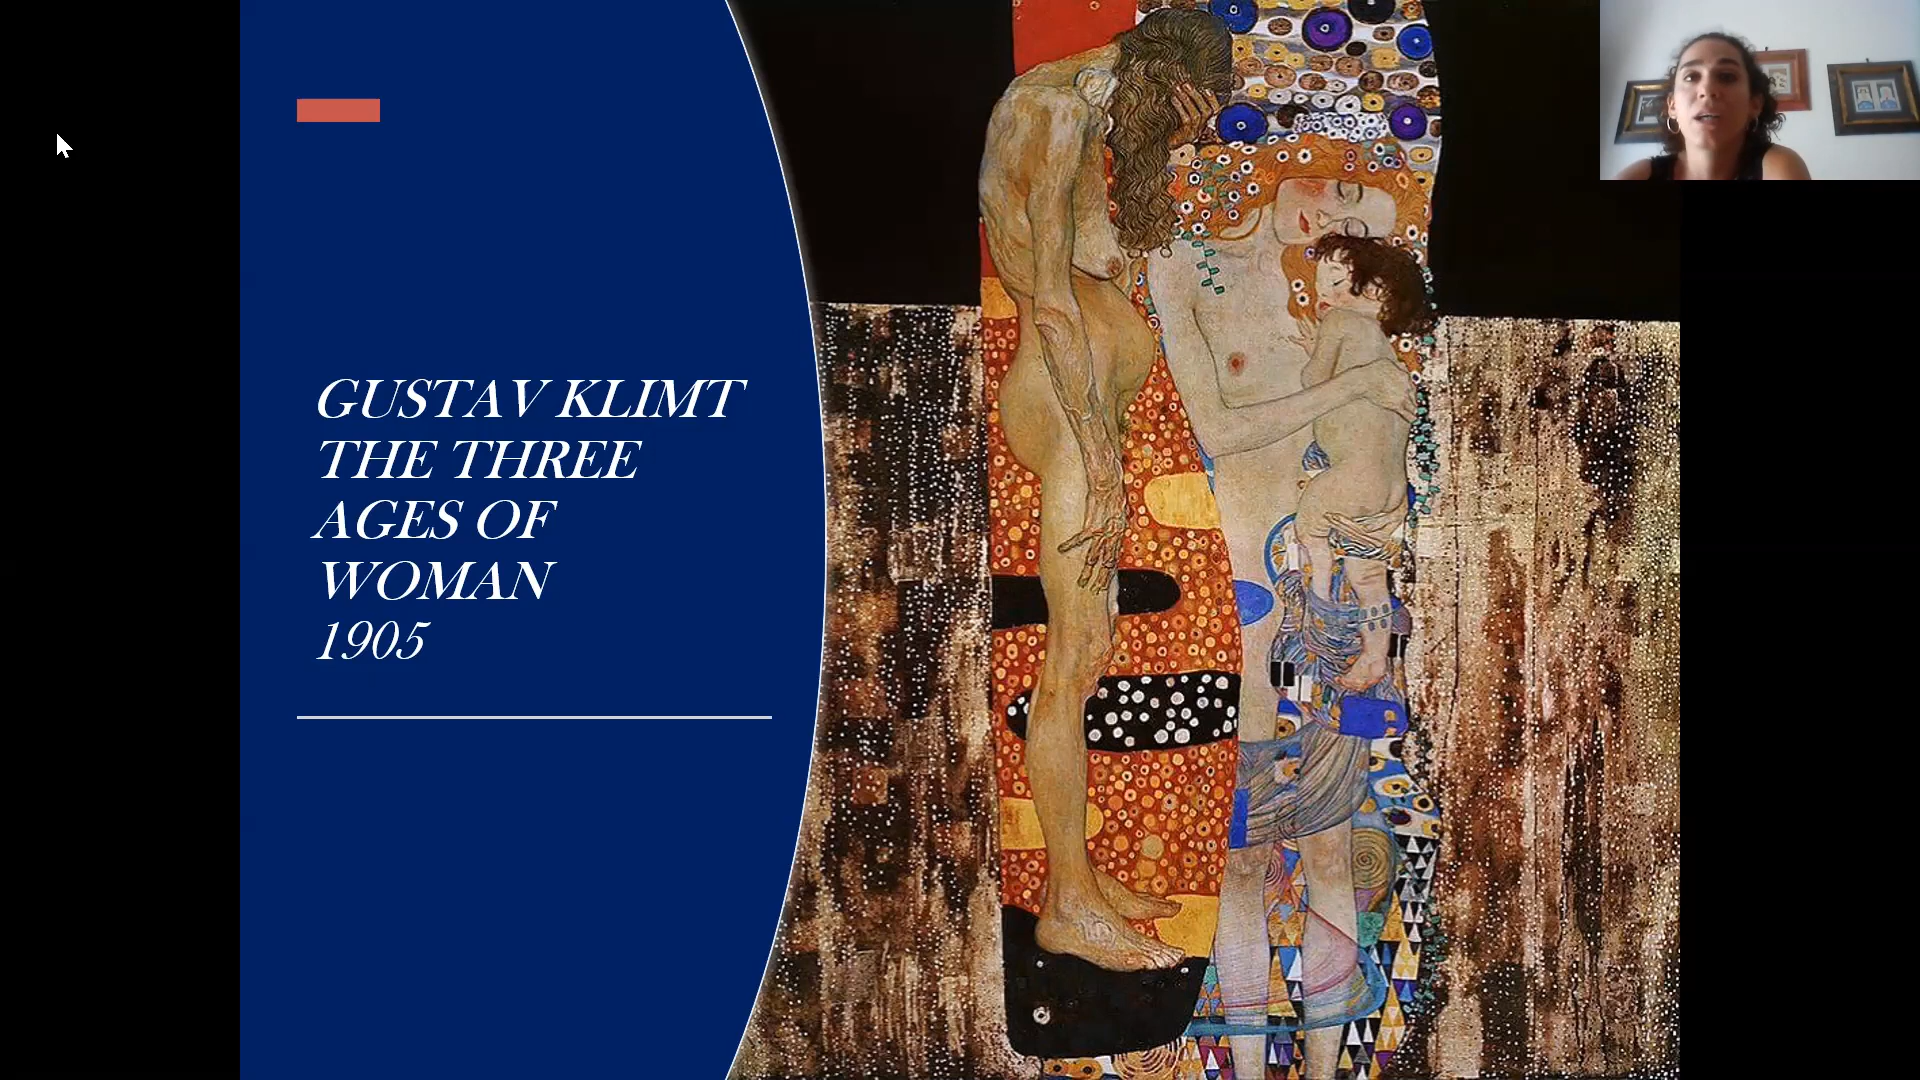 GUSTAV KLIMT
THE THREE
AGES OF
WOMAN
1905